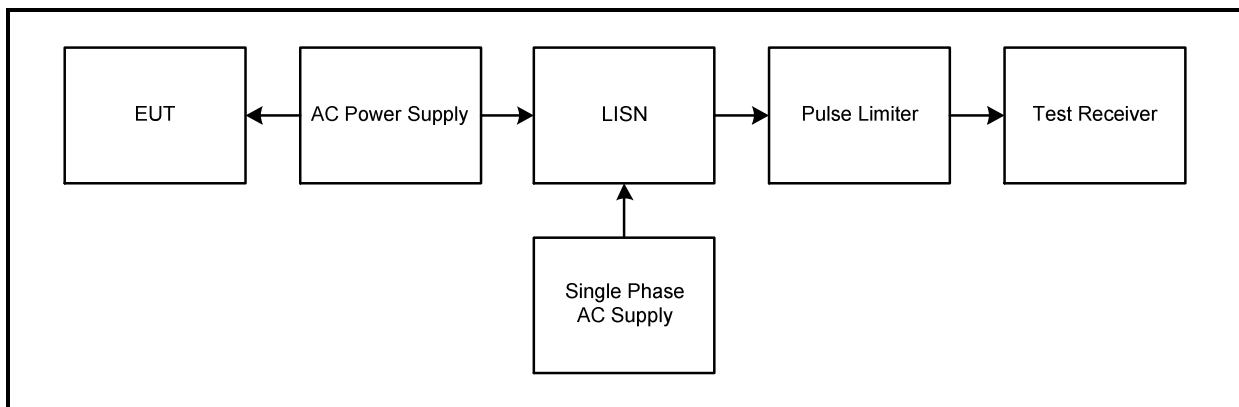 EUT
AC Power Supply
LISN
Pulse Limiter
Test Receiver
Single Phase
AC Supply